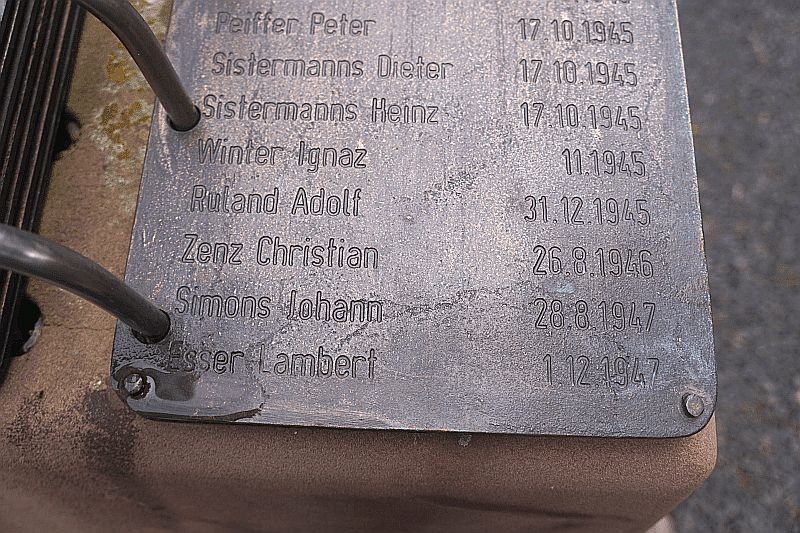 Peiffer Peter 17.10.1945
Sistermanns Dieter 17.10.1945
Sistermanns Heinz 17.10.1945
Winter Ignaz 11.1945
Ruland Adolf 31.12.1945
Zenz Christian 26.8.1946
Simons Johann 28.8.1947
Esser Lambert 1.12.1947